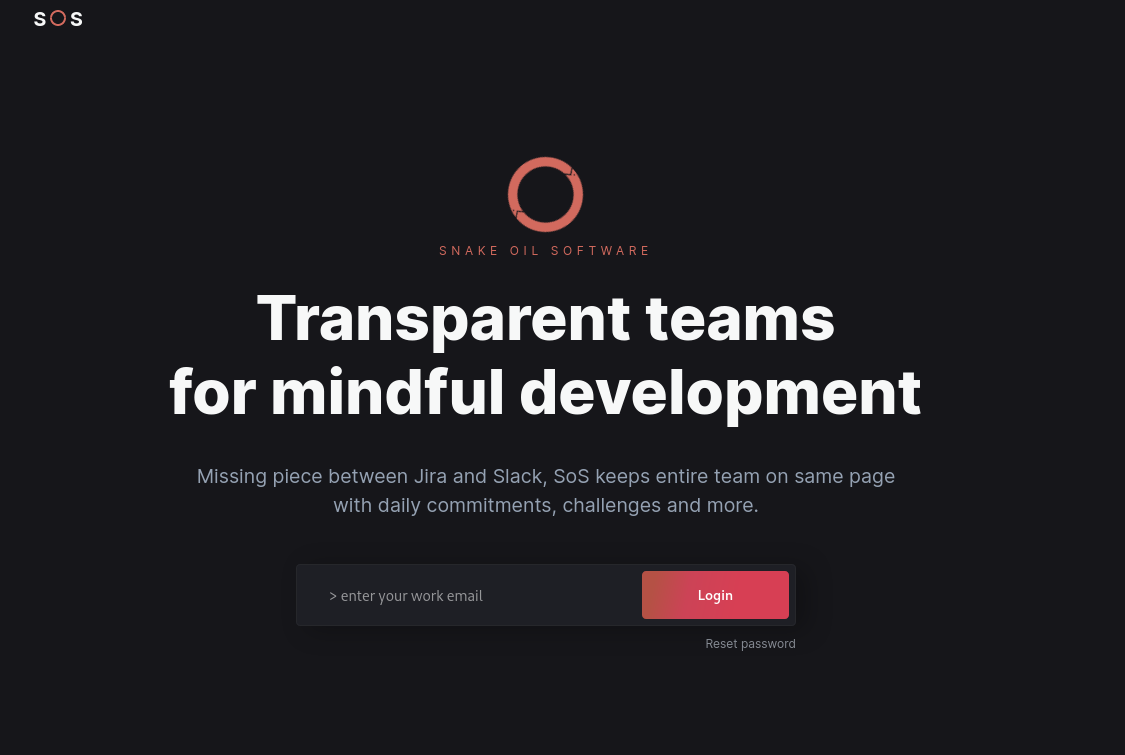 SOS
SNAKE OIL SOFTWARE
Transparent teams
for mindful development
Missing piece between Jira and Slack, SoS keeps entire team on same page
with daily commitments, challenges and more.
> enter your work email
Login
Reset password